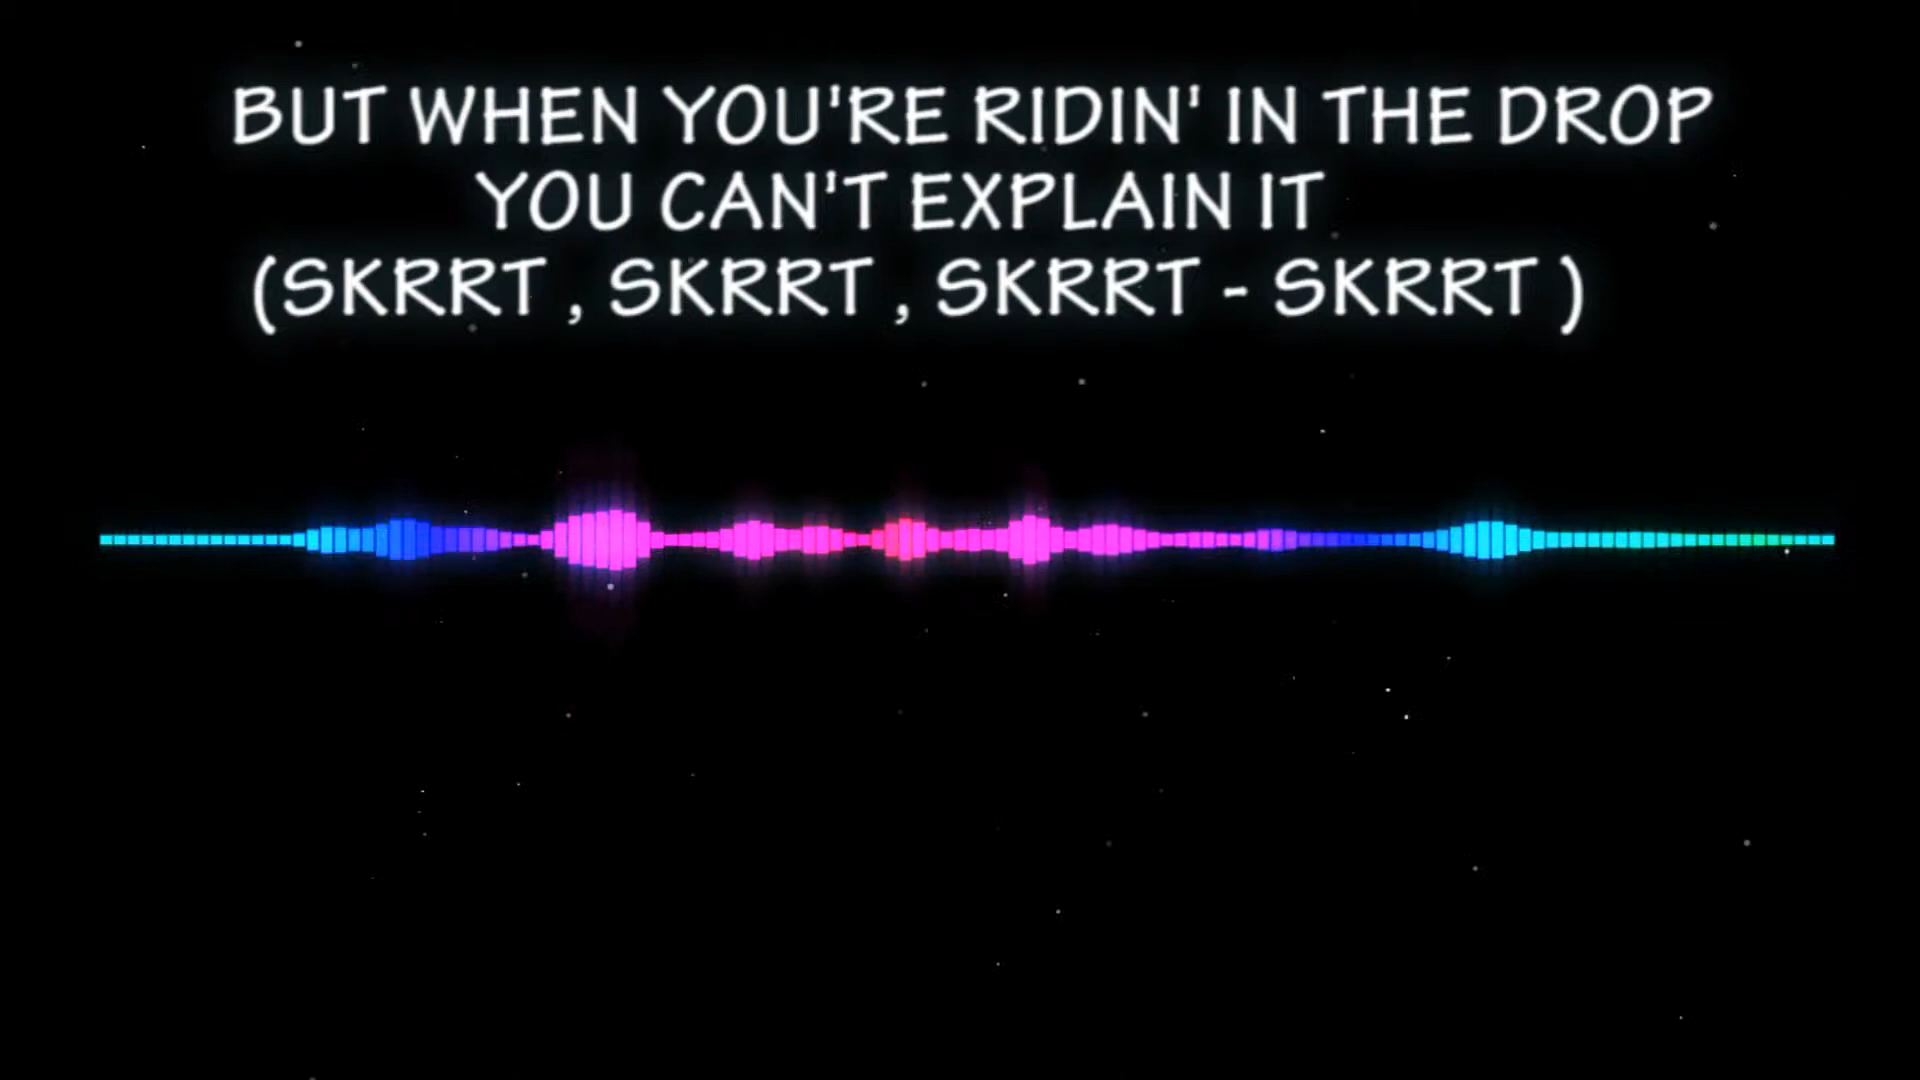 BUT WHEN YOU'RE RIDIN' IN THE DROP
YOU CAN'T EXPLAIN IT
(SKRRT , SKRRT , SKRRT - SKRRT )